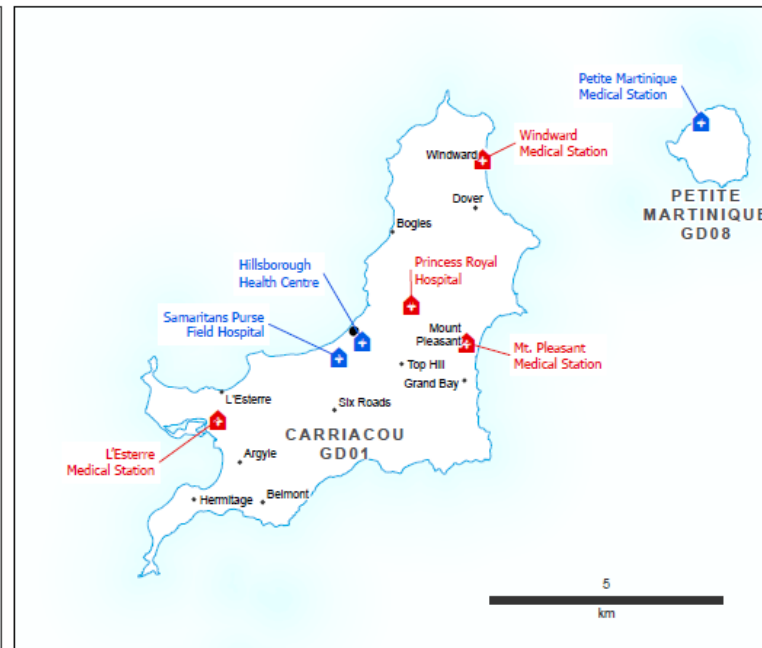 Petite Martinique
Medical Station
Windward
Medical Station
Windward
PETITE
MARTINIQUE
GD08
Dover
Bogles
Hillsborough
Health Centre
Princess Royal
Hospital
Samaritans Purse
Field Hospital
Mount
Pleasant
Mt. Pleasant
Medical Station
Top Hill
Grand Bay
L'Esterre
Six Roads
CARRIACOU
GD01
L'Esterre
Medical Station
Argyle
Hermitage
Belmont
5
km